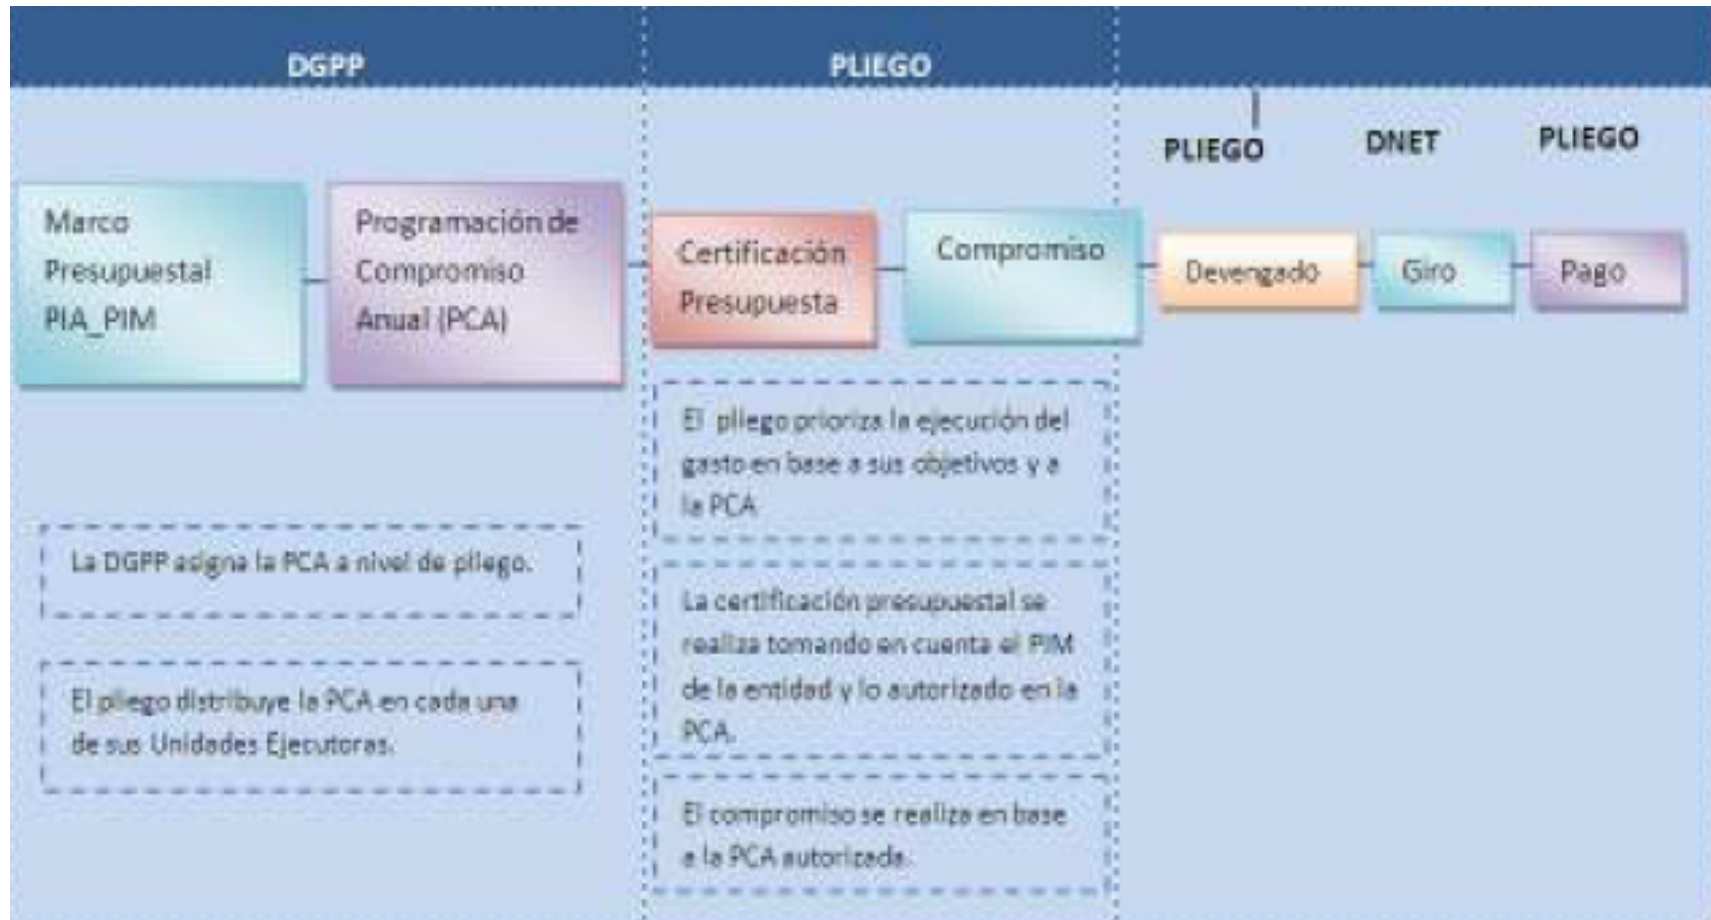 DGPP
PLIEGO
PLIEGO
DNET
PLIEGO
Marco
Presupuestal
PIA_PIM
Programación de
Compromiso
Anual (PCA)
Certificación
Presupuesta
Compromiso
Devengado
Giro
Pago
La DGPP asigna la PCA a nivel de pliego.
El pliego distribuye la PCA en cada una
de sus Unidades Ejecutoras.
El pliego prioriza la ejecución del
gasto en base a sus objetivos y a
la PCA
La certificación presupuestal se
realiza tomando en cuenta el PIM
de la entidad y lo autorizado en la
PCA.
El compromiso se realiza en base
a la PCA autorizada.